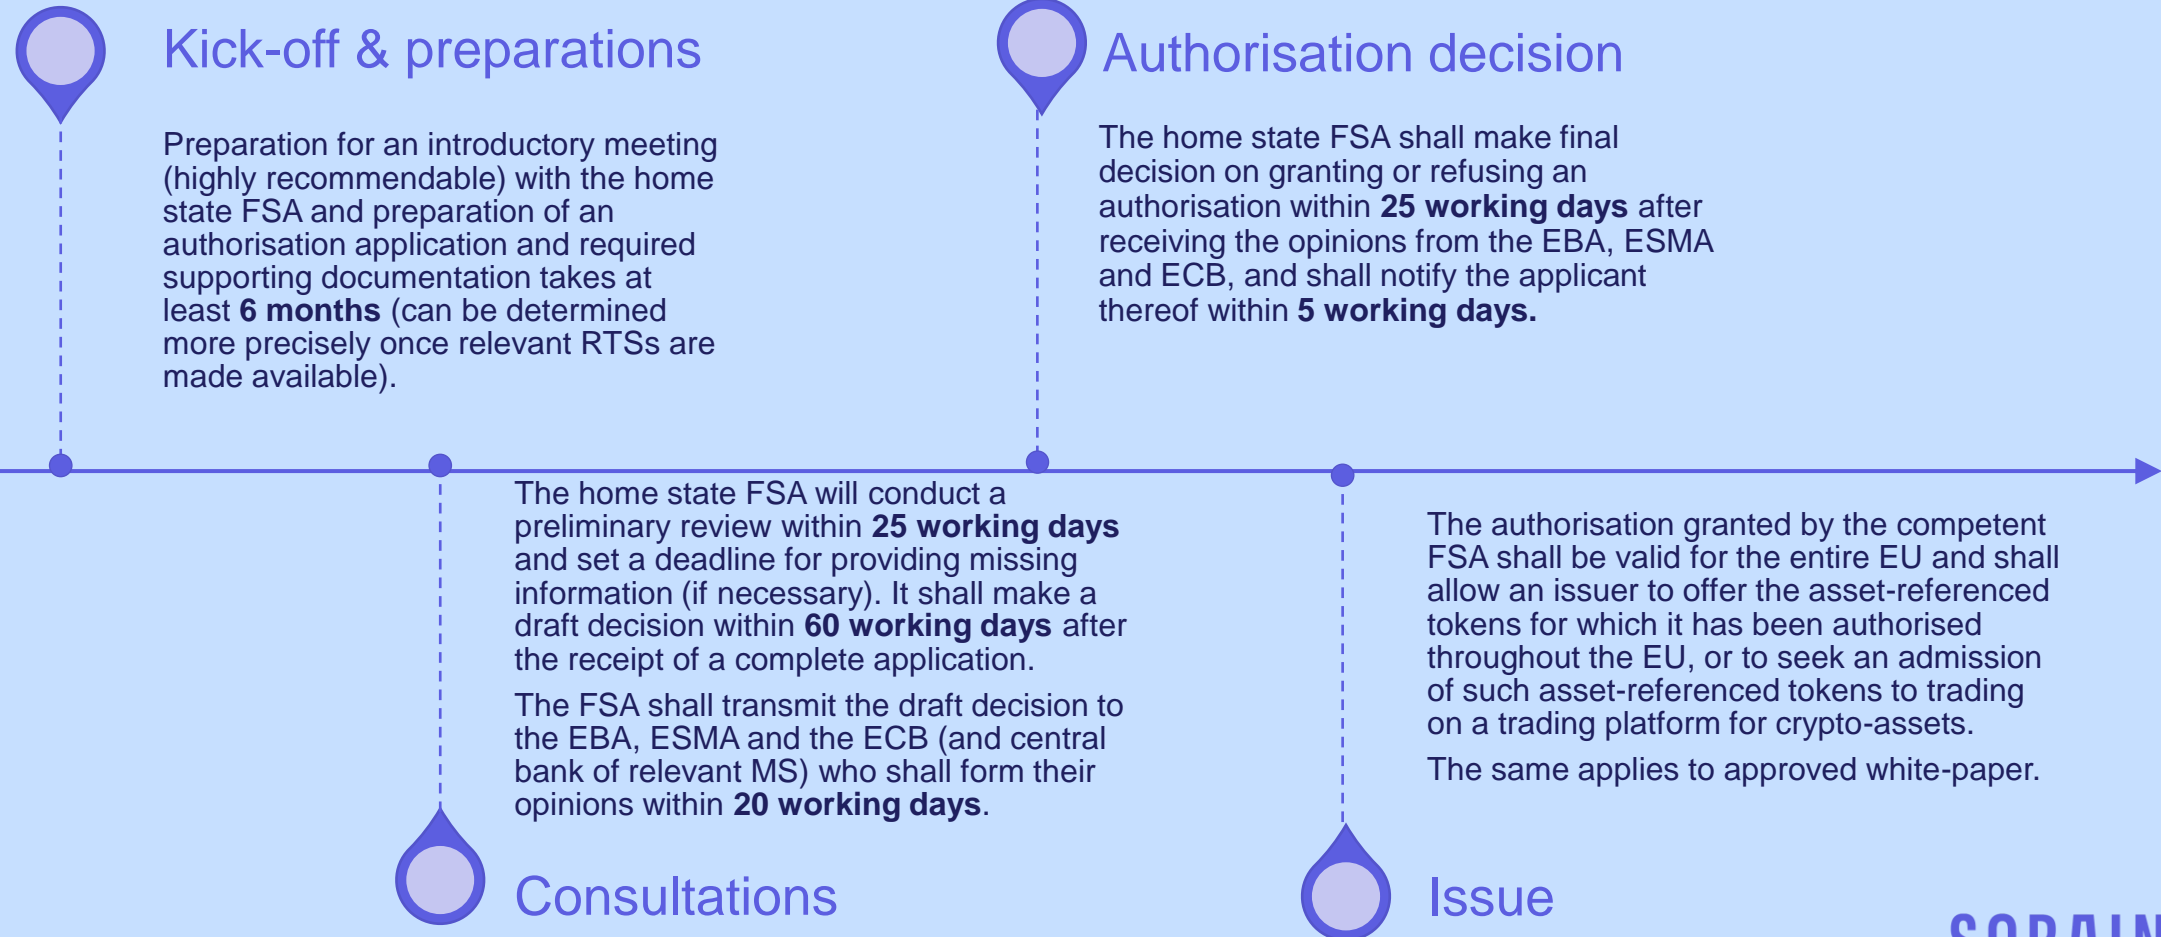 Kick-off & preparations
Preparation for an introductory meeting
(highly recommendable) with the home
state FSA and preparation of an
authorisation application and required
supporting documentation takes at
least 6 months (can be determined
more precisely once relevant RTSs are
made available).
Authorisation decision
The home state FSA shall make final
decision on granting or refusing an
authorisation within 25 working days after
receiving the opinions from the EBA, ESMA
and ECB, and shall notify the applicant
thereof within 5 working days.
The home state FSA will conduct a
preliminary review within 25 working days
and set a deadline for providing missing
information (if necessary). It shall make a
draft decision within 60 working days after
the receipt of a complete application.
The FSA shall transmit the draft decision to
the EBA, ESMA and the ECB (and central
bank of relevant MS) who shall form their
opinions within 20 working days.
Consultations
The authorisation granted by the competent
FSA shall be valid for the entire EU and shall
allow an issuer to offer the asset-referenced
tokens for which it has been authorised
throughout the EU, or to seek an admission
of such asset-referenced tokens to trading
on a trading platform for crypto-assets.
The same applies to approved white-paper.
Issue